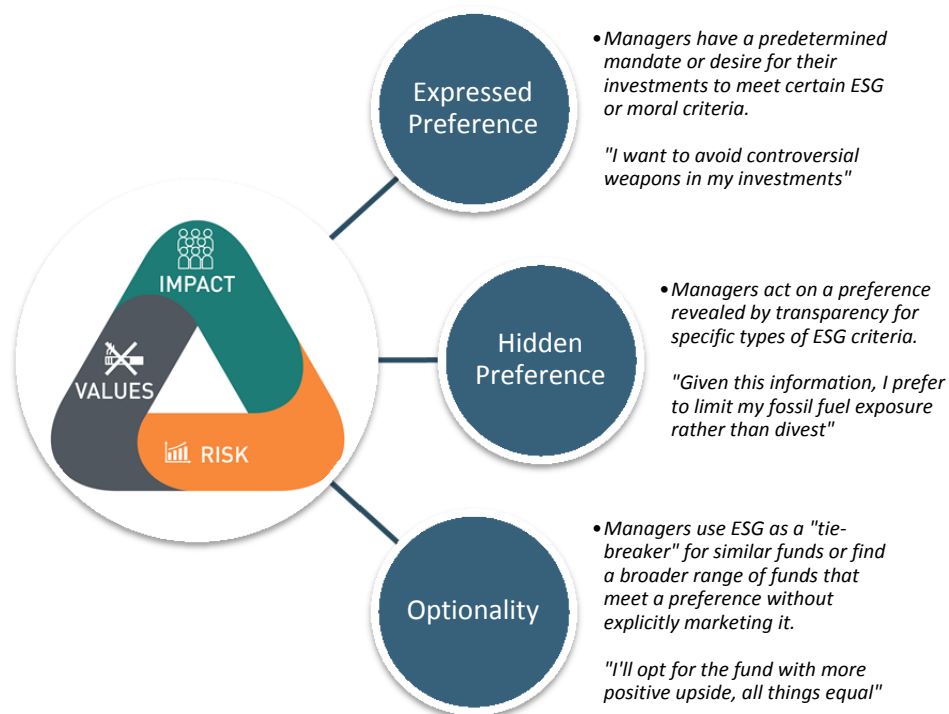 Expressed
Preference
•Managers have a predetermined
mandate or desire for their
investments to meet certain ESG
or moral criteria.
"I want to avoid controversial
weapons in my investments"
IMPACT
VALUES
RISK
Hidden
Preference
•Managers act on a preference
revealed by transparency for
specific types of ESG criteria.
"Given this information, I prefer
to limit my fossil fuel exposure
rather than divest"
Optionality
•Managers use ESG as a "tie-
breaker" for similar funds or find
a broader range of funds that
meet a preference without
explicitly marketing it.
"I'll opt for the fund with more
positive upside, all things equal"